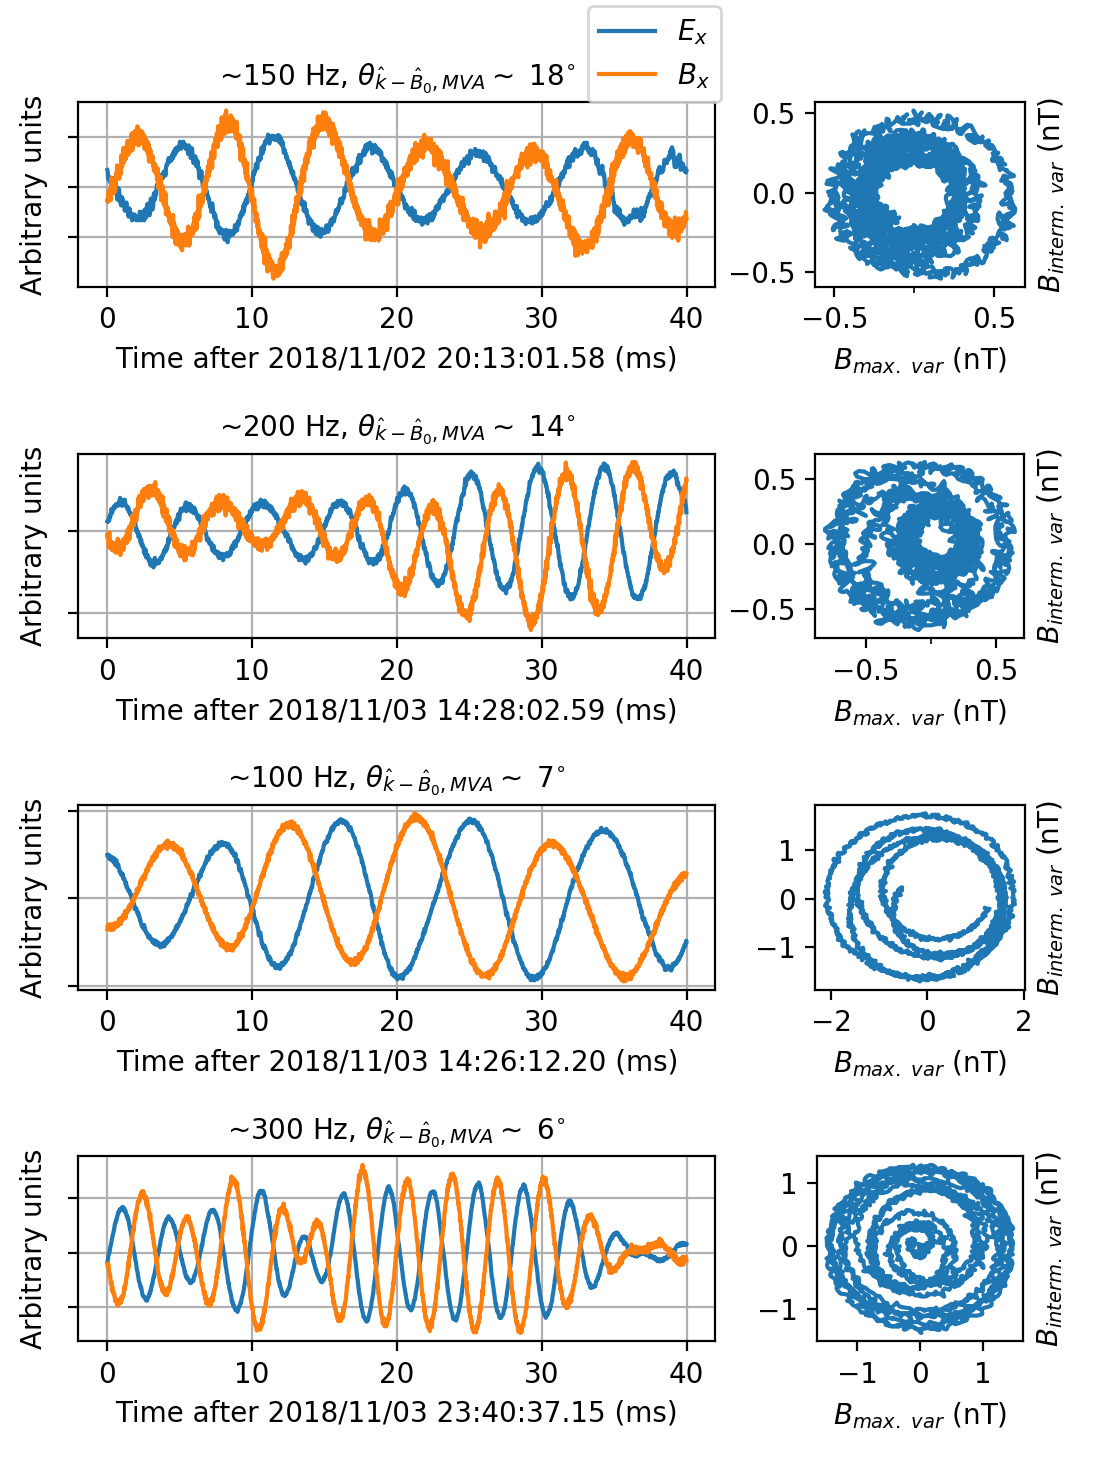 E_x
B_x
~150 Hz, θ_{k̂−B̂_0, MVA} ~ 18°
Arbitrary units
0 10 20 30 40
Time after 2018/11/02 20:13:01.58 (ms)
0.5
0.0
−0.5
−0.5 0.5
B_{max. var} (nT)
B_{interm. var} (nT)
~200 Hz, θ_{k̂−B̂_0, MVA} ~ 14°
Arbitrary units
0 10 20 30 40
Time after 2018/11/03 14:28:02.59 (ms)
0.5
0.0
−0.5
−0.5 0.5
B_{max. var} (nT)
B_{interm. var} (nT)
~100 Hz, θ_{k̂−B̂_0, MVA} ~ 7°
Arbitrary units
0 10 20 30 40
Time after 2018/11/03 14:26:12.20 (ms)
1
0
−1
−2 0 2
B_{max. var} (nT)
B_{interm. var} (nT)
~300 Hz, θ_{k̂−B̂_0, MVA} ~ 6°
Arbitrary units
0 10 20 30 40
Time after 2018/11/03 23:40:37.15 (ms)
1
0
−1
−1 0 1
B_{max. var} (nT)
B_{interm. var} (nT)